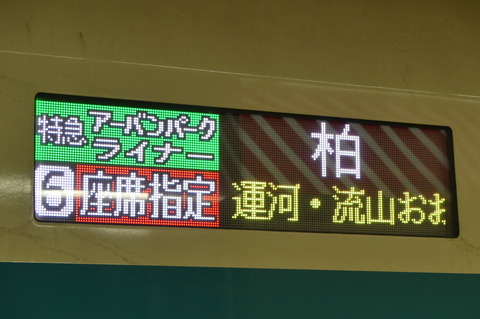 特急 アーバンパーク
ライナー
6 座席指定
柏
運河・流山おお